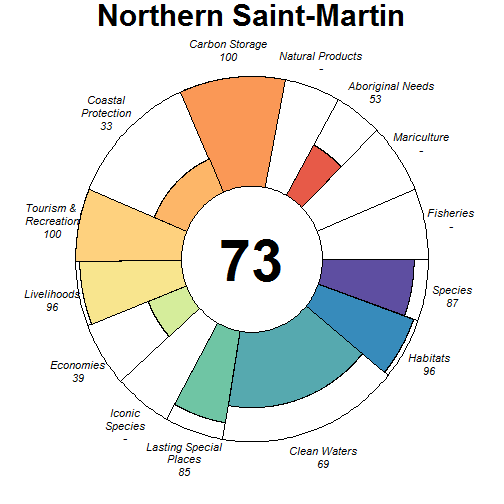 Northern Saint-Martin
Carbon Storage
100
Natural Products
-
Aboriginal Needs
53
Mariculture
-
Fisheries
-
Species
87
Habitats
96
Clean Waters
69
Lasting Special
Places
85
Iconic
Species
-
Economies
39
Livelihoods
96
Tourism &
Recreation
100
Coastal
Protection
33
73